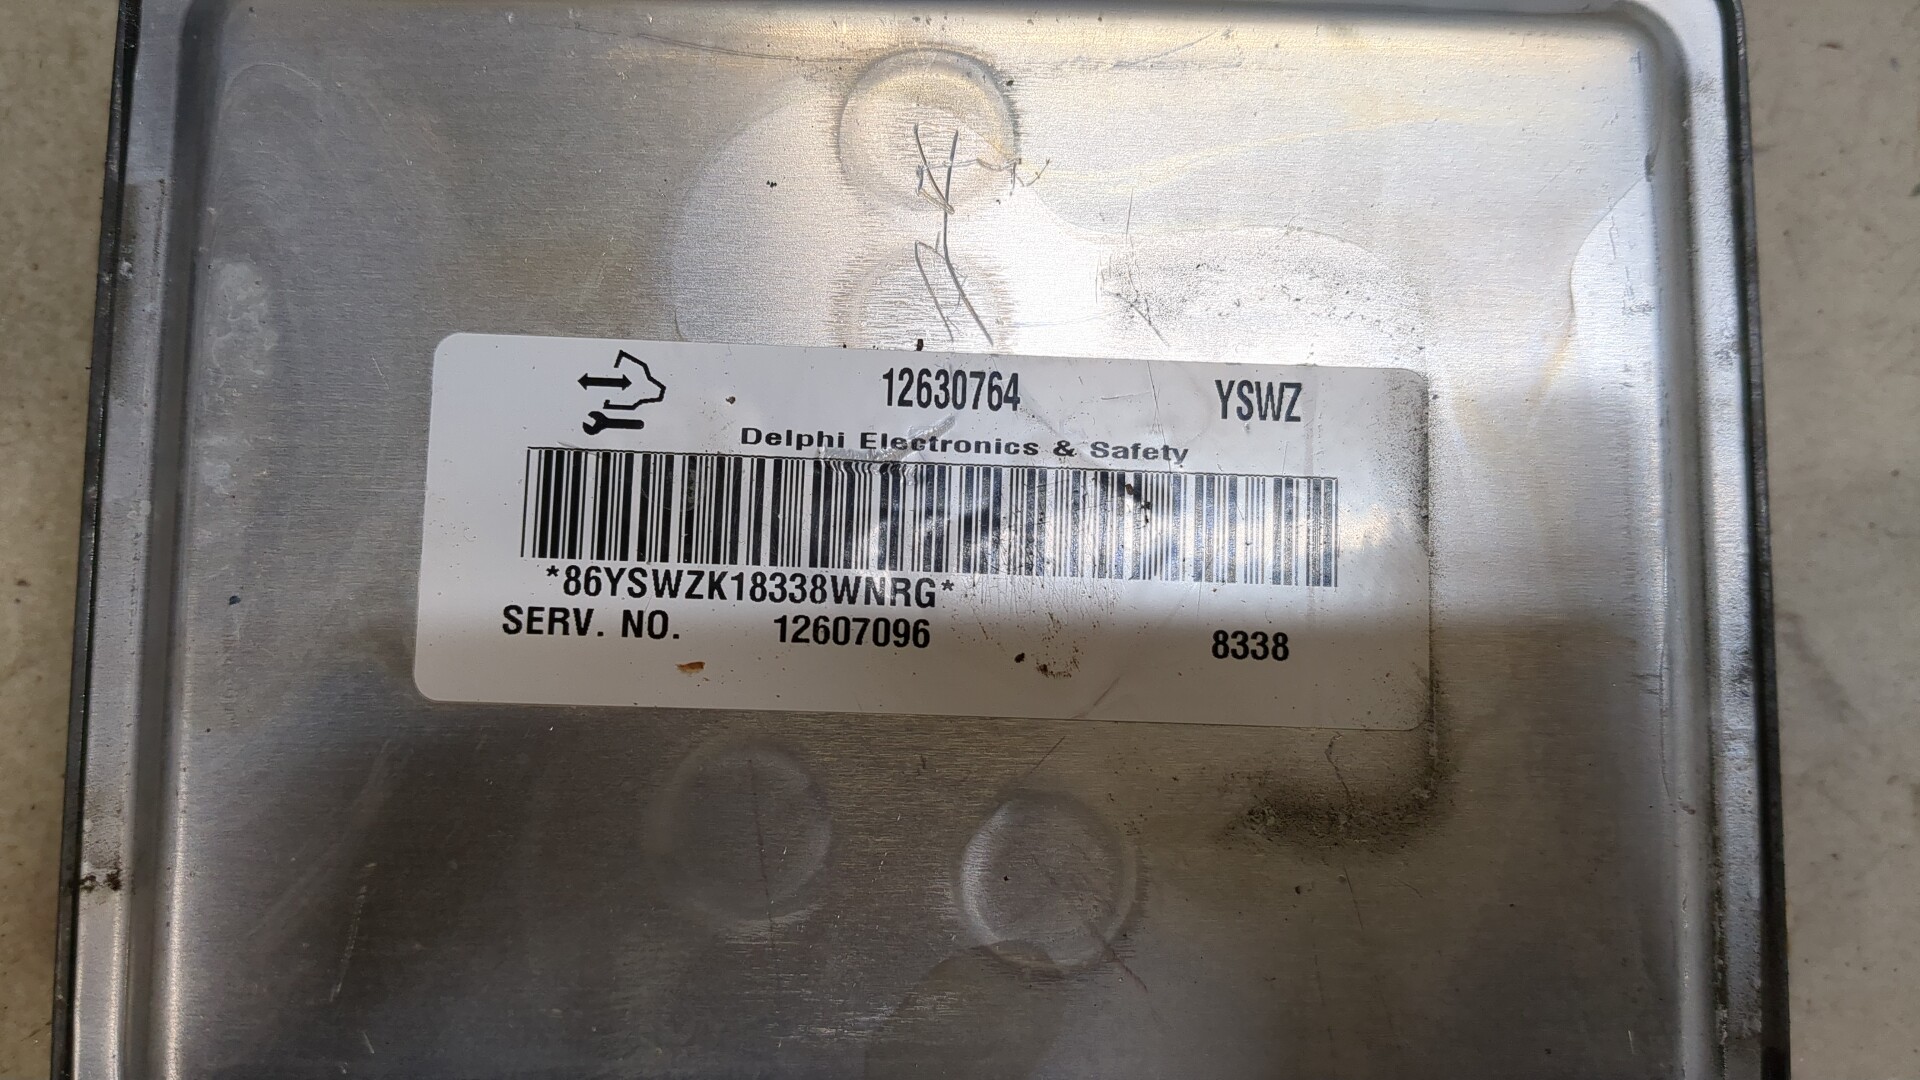 12630764 YSWZ
Delphi Electronics & Safety
*86YSWZK18338WNRG*
SERV. NO. 12607096 8338